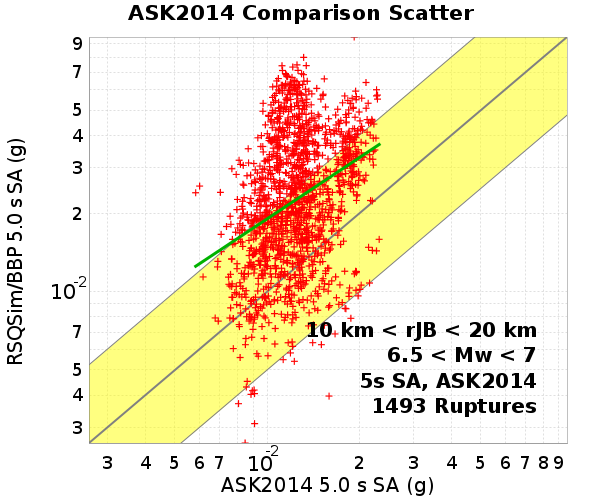 ASK2014 Comparison Scatter
RSQSim/BBP 5.0 s SA (g)
9
7
5
4
3
2
10-2
7
5
4
3
10 km < rJB < 20 km
6.5 < Mw < 7
5s SA, ASK2014
1493 Ruptures
3 4 5 6 7 10-2 2 3 4 5 6 7 8 9
ASK2014 5.0 s SA (g)